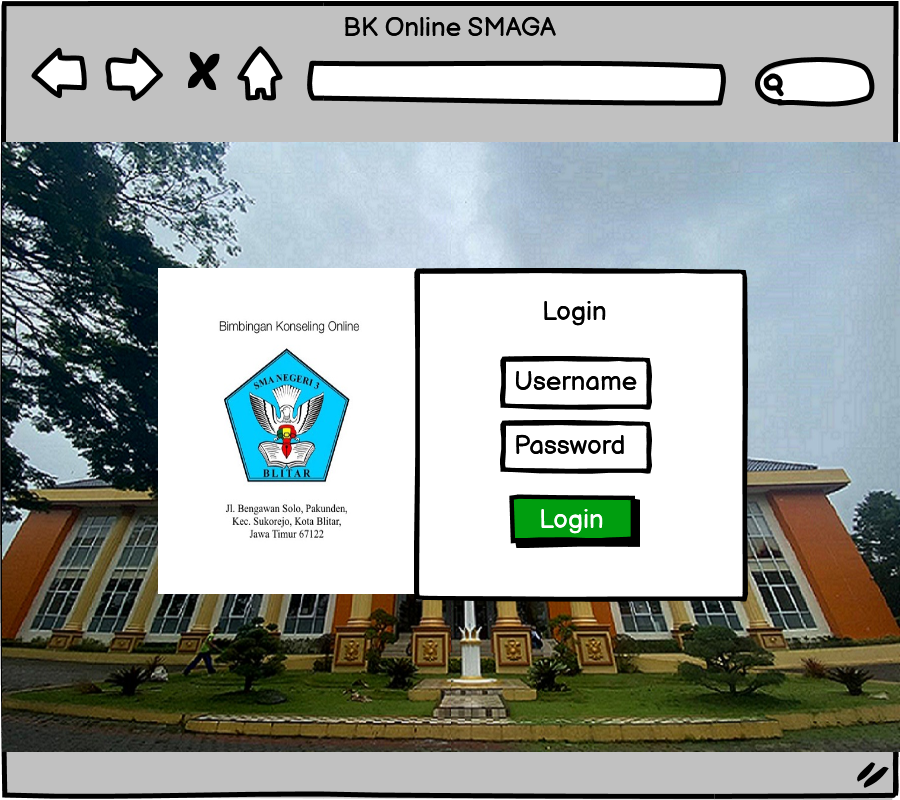 BK Online SMAGA
Bimbingan Konseling Online
SMA NEGERI 3
BLITAR
Jl. Bengawan Solo, Pakunden,
Kec. Sukorejo, Kota Blitar,
Jawa Timur 67122
Login
Username
Password
Login